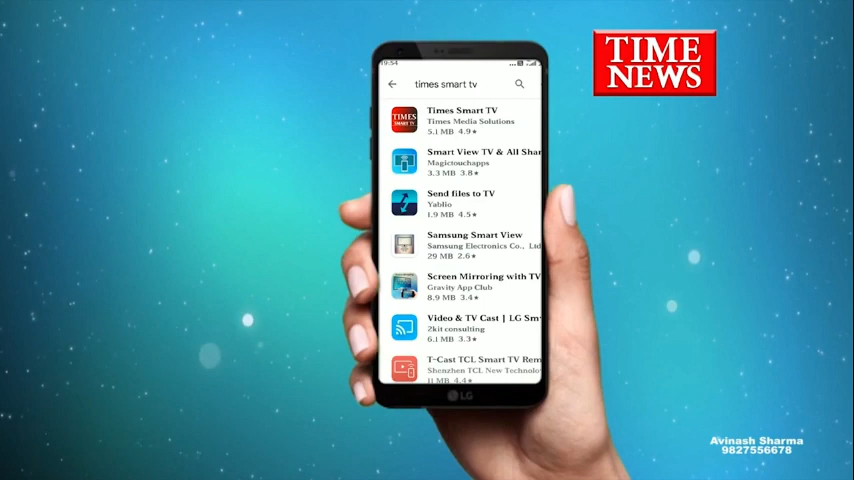 TIME
NEWS
19:54
times smart tv
TIMES
SMART TV
Times Smart TV
Times Media Solutions
5.1 MB 4.9★
Smart View TV & All Shar
Magictouchapps
3.3 MB 3.8★
Send files to TV
Yablio
1.9 MB 4.5★
Samsung Smart View
Samsung Electronics Co., Ltd
29 MB 2.6★
Screen Mirroring with TV
Gravity App Club
8.9 MB 3.4★
Video & TV Cast | LG Sm
2kit consulting
6.1 MB 3.3★
T-Cast TCL Smart TV Rem
Shenzhen TCL New Technolo
11 MB 4.4★
LG
Avinash Sharma
9827556678